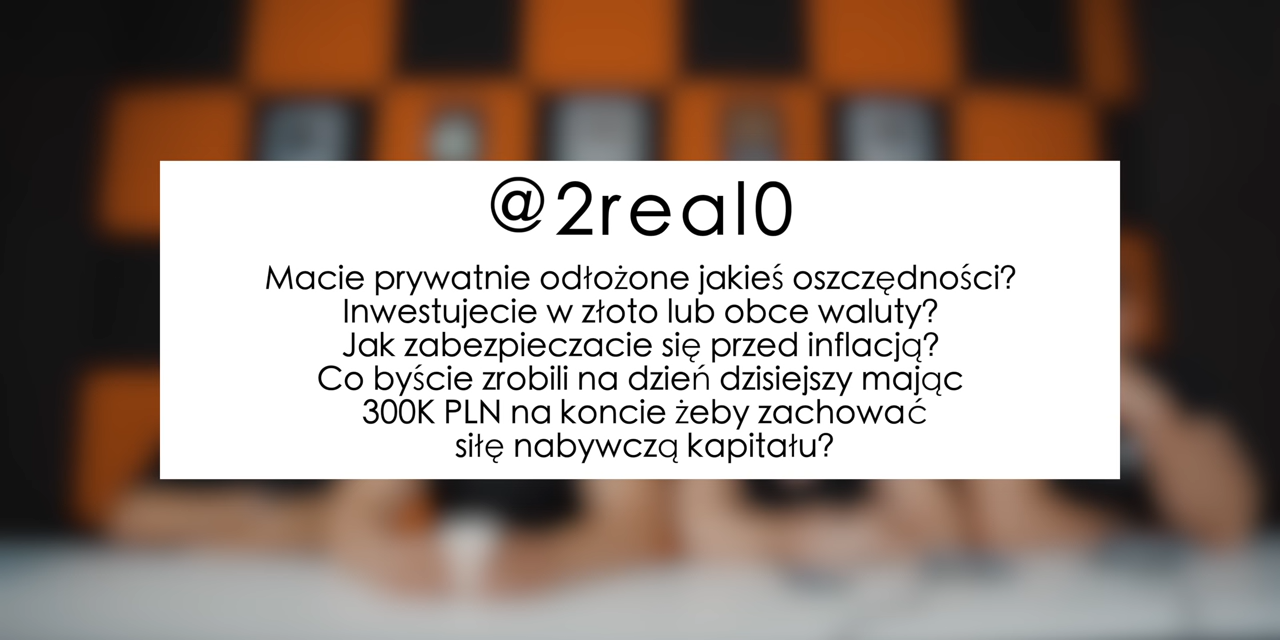 @2real0
Macie prywatnie odłożone jakieś oszczędności?
Inwestujecie w złoto lub obce waluty?
Jak zabezpieczacie się przed inflacją?
Co byście zrobili na dzień dzisiejszy mając
300K PLN na koncie żeby zachować
siłę nabywczą kapitału?